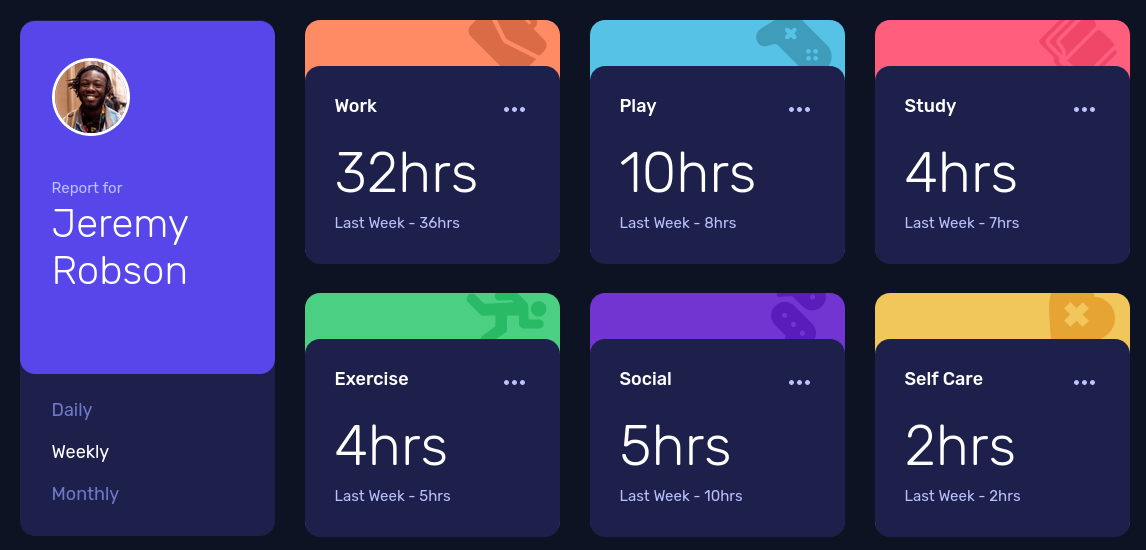 Report for
Jeremy
Robson
Daily
Weekly
Monthly
Work
32hrs
Last Week - 36hrs
Play
10hrs
Last Week - 8hrs
Study
4hrs
Last Week - 7hrs
Exercise
4hrs
Last Week - 5hrs
Social
5hrs
Last Week - 10hrs
Self Care
2hrs
Last Week - 2hrs